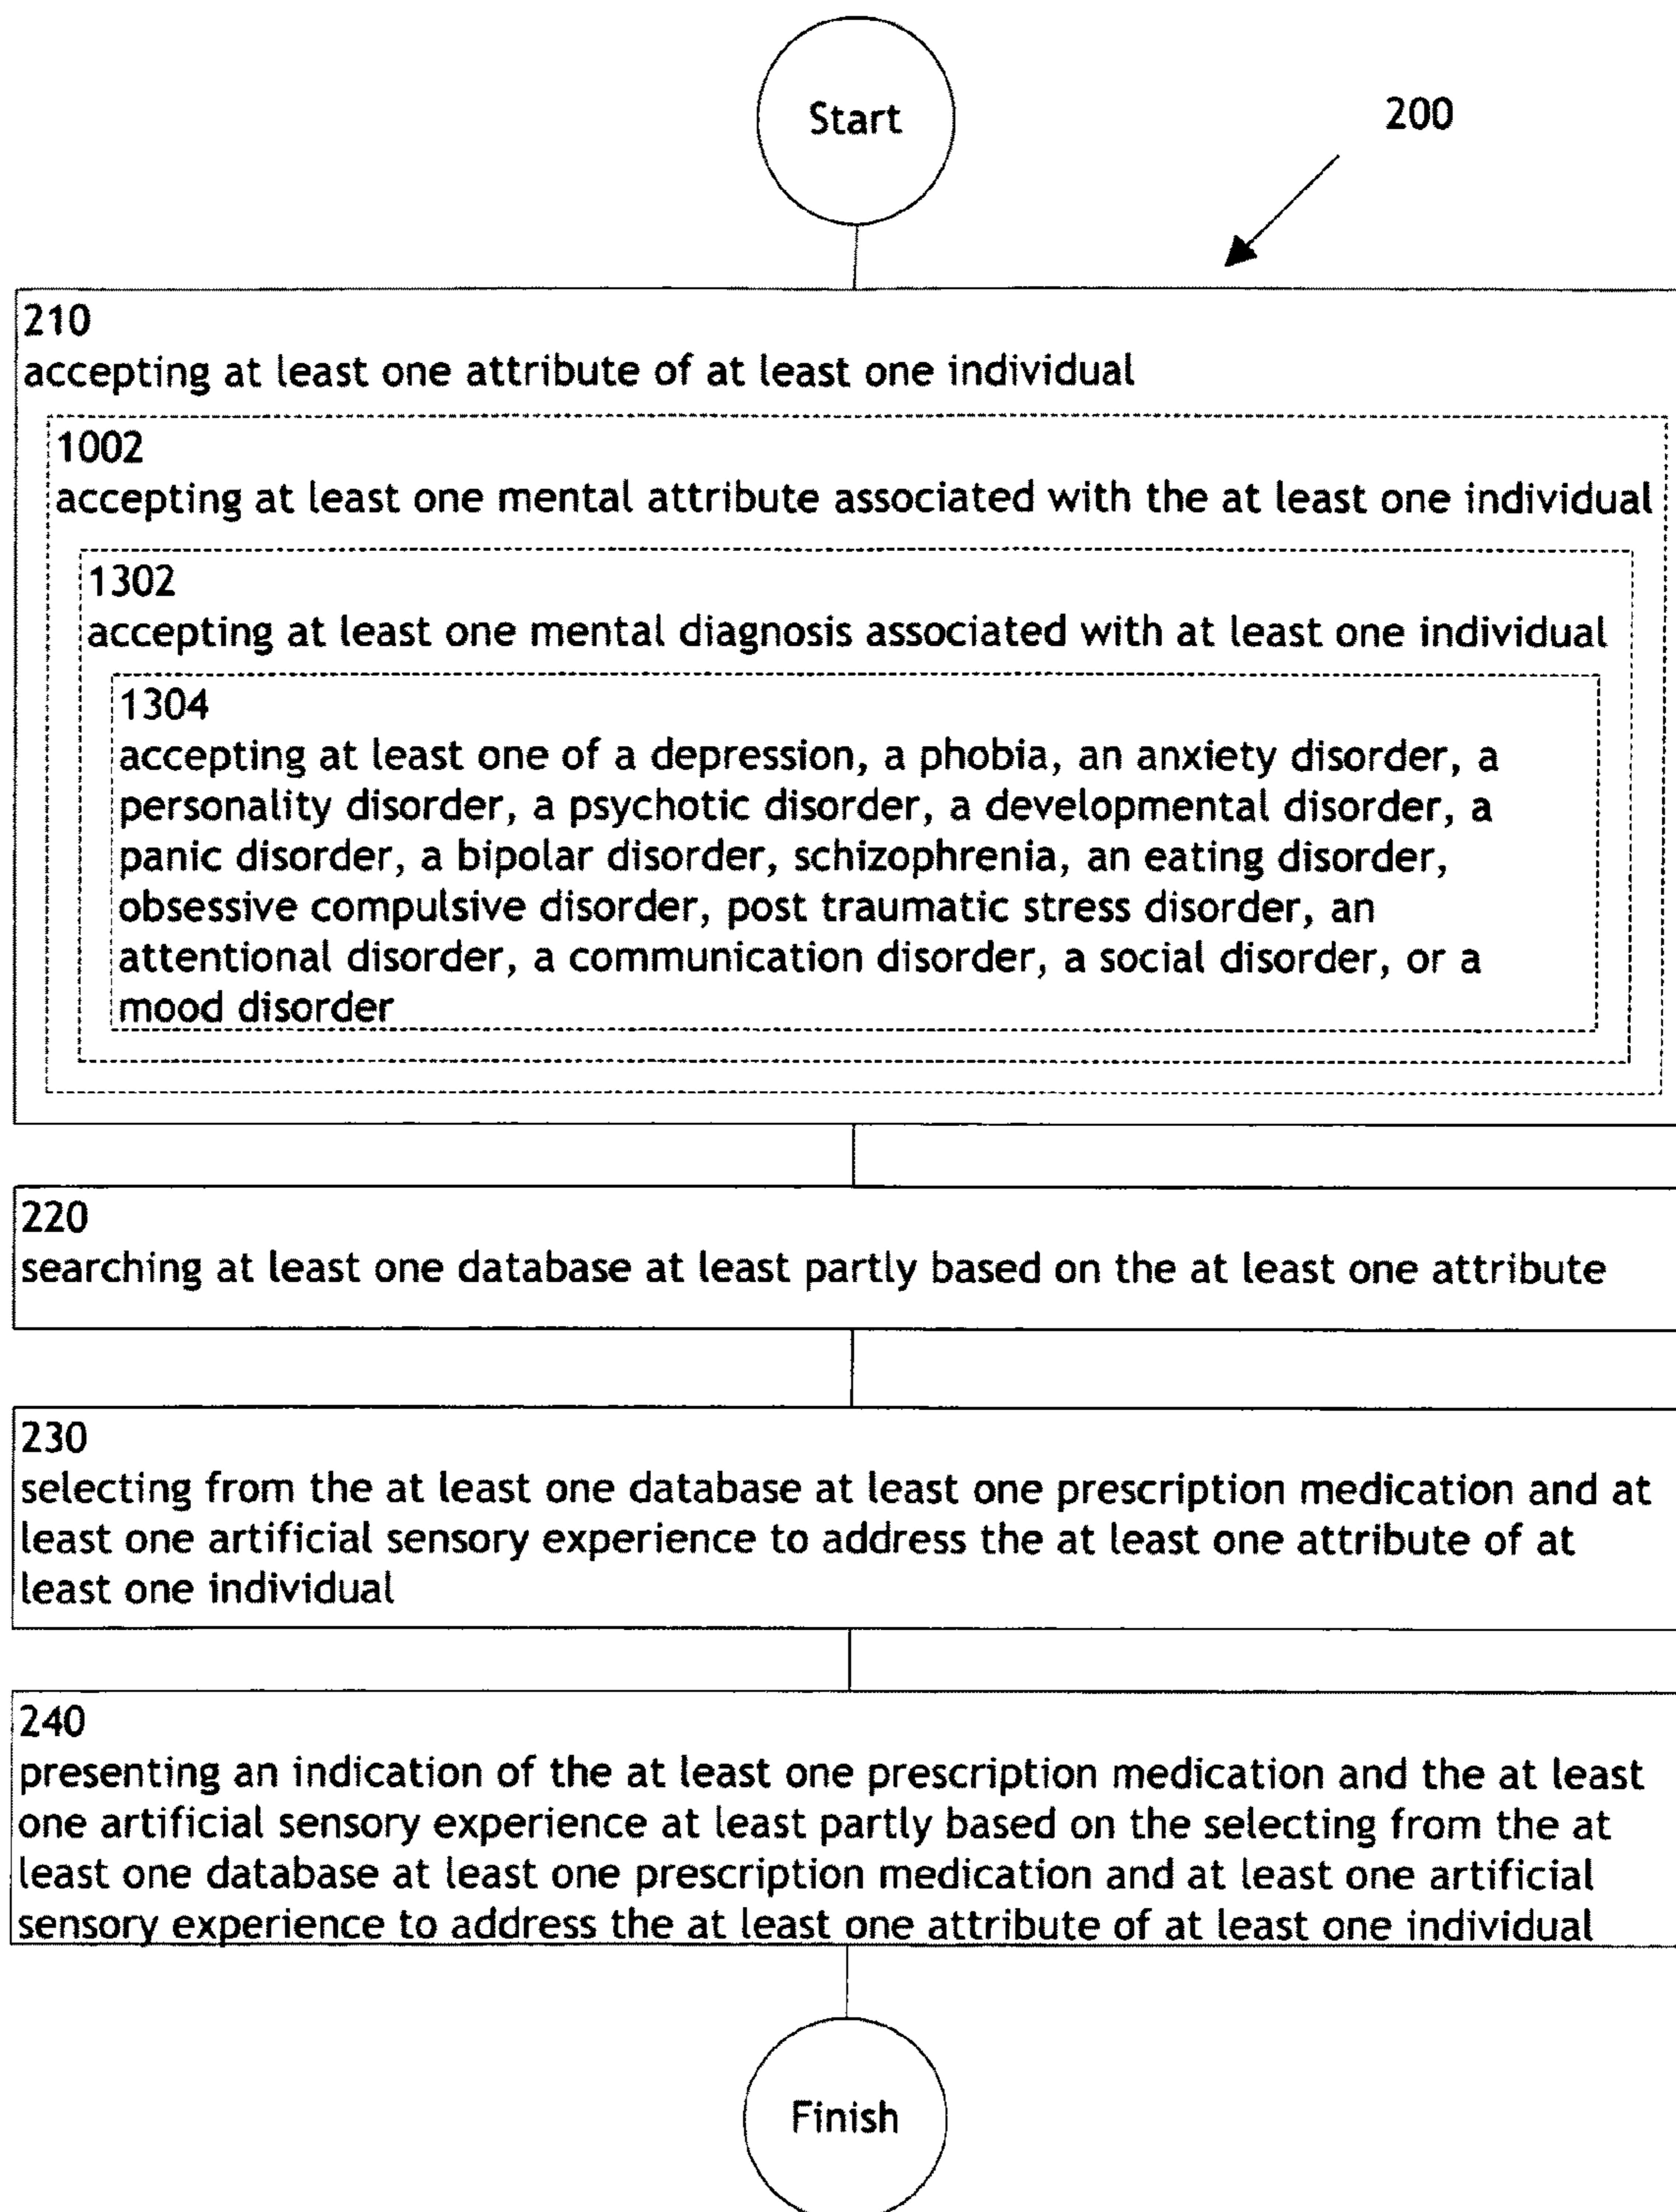 Start
200
210
accepting at least one attribute of at least one individual
1002
accepting at least one mental attribute associated with the at least one individual
1302
accepting at least one mental diagnosis associated with at least one individual
1304
accepting at least one of a depression, a phobia, an anxiety disorder, a
personality disorder, a psychotic disorder, a developmental disorder, a
panic disorder, a bipolar disorder, schizophrenia, an eating disorder,
obsessive compulsive disorder, post traumatic stress disorder, an
attentional disorder, a communication disorder, a social disorder, or a
mood disorder
220
searching at least one database at least partly based on the at least one attribute
230
selecting from the at least one database at least one prescription medication and at
least one artificial sensory experience to address the at least one attribute of at
least one individual
240
presenting an indication of the at least one prescription medication and the at least
one artificial sensory experience at least partly based on the selecting from the at
least one database at least one prescription medication and at least one artificial
sensory experience to address the at least one attribute of at least one individual
Finish